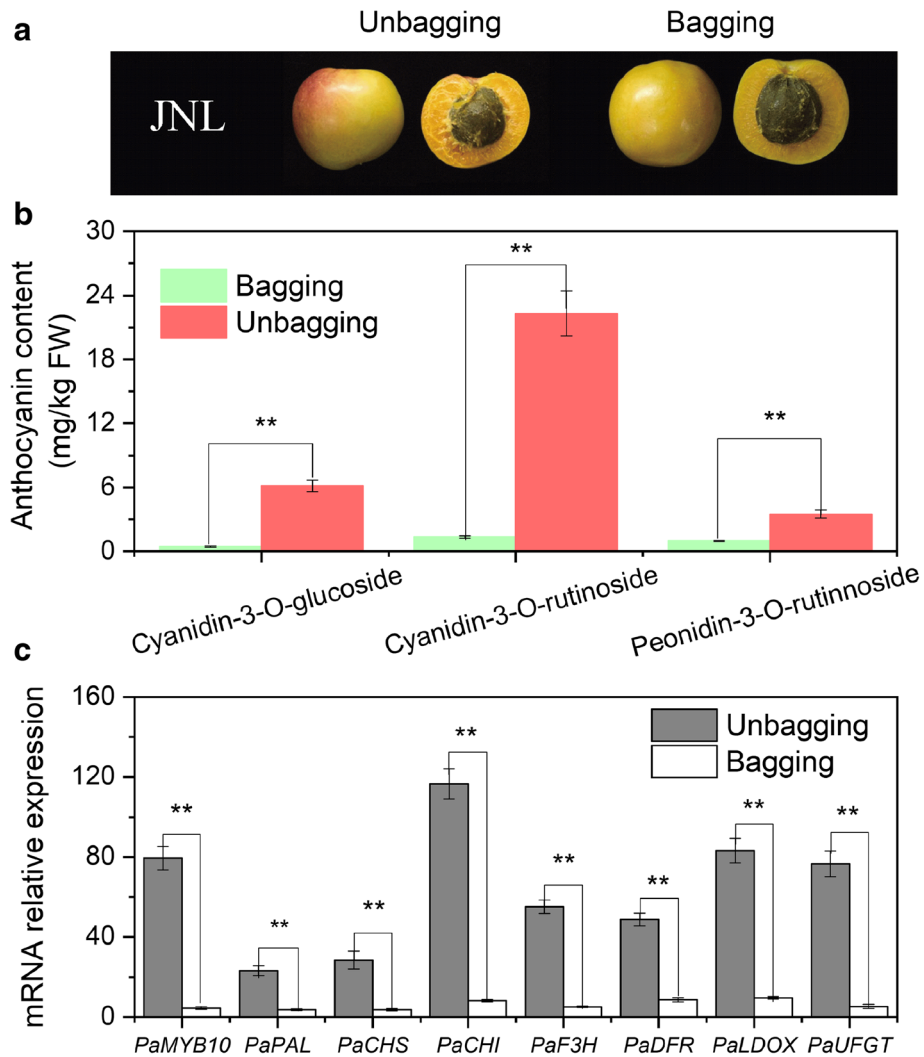 a
Unbagging Bagging
JNL
b
Anthocyanin content
(mg/kg FW)
30
24
18
12
6
0
Bagging
Unbagging
**
**
**
Cyanidin-3-O-glucoside
Cyanidin-3-O-rutinoside
Peonidin-3-O-rutinnoside
c
mRNA relative expression
160
120
80
40
0
Unbagging
Bagging
**
**
**
**
**
**
**
**
PaMYB10 PaPAL PaCHS PaCHI PaF3H PaDFR PaLDOX PaUFGT